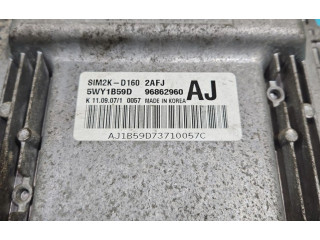 SIM2K-D160 2AFJ
5WY1B59D 96862960 AJ
K 11.09.07/1 0057 MADE IN KOREA
AJ1B59D73710057C